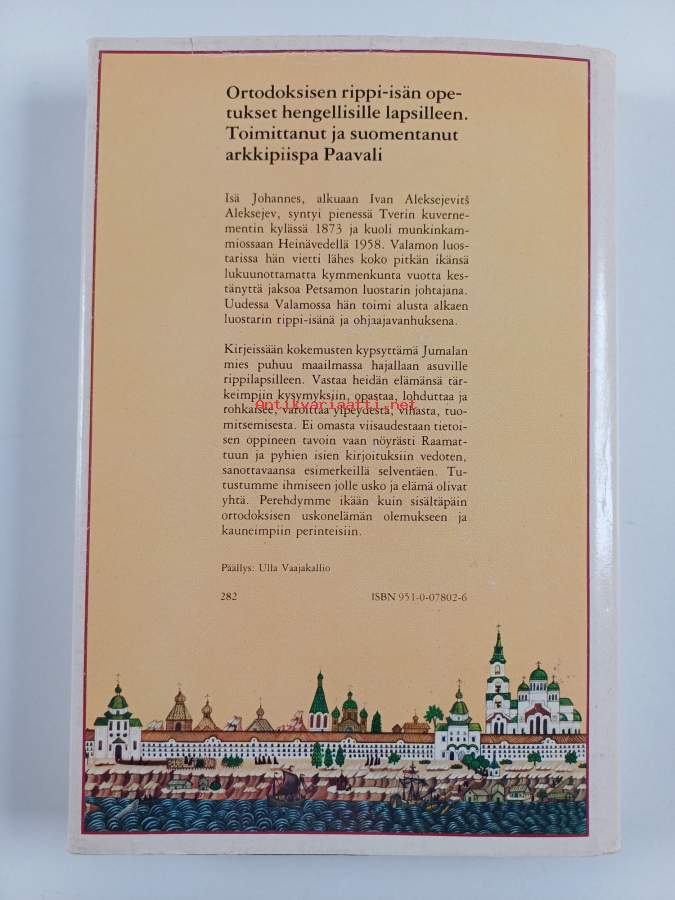 Ortodoksisen rippi-isän ope-
tukset hengellisille lapsilleen.
Toimittanut ja suomentanut
arkkipiispa Paavali
Isä Johannes, alkuaan Ivan Aleksejevitš
Aleksejev, syntyi pienessä Tverin kuverne-
mentin kylässä 1873 ja kuoli munkinkam-
miossaan Heinävedellä 1958. Valamon luos-
tarissa hän vietti lähes koko pitkän ikänsä
lukuunottamatta kymmenkunta vuotta kes-
tänyttä jaksoa Petsamon luostarin johtajana.
Uudessa Valamossa hän toimi alusta alkaen
luostarin rippi-isänä ja ohjaajavanhuksena.
Kirjeissään kokemusten kypsyttämä Jumalan
mies puhuu maailmassa hajallaan asuville
rippilapsilleen. Vastaa heidän elämänsä tär-
keimpiin kysymyksiin, opastaa, lohduttaa ja
Antikvariaatti.net
rohkaisee, varoittaa ylpeydestä, vihasta, tuo-
mitsemisesta. Ei omasta viisaudestaan tietoi-
sen oppineen tavoin vaan nöyrästi Raamat-
tuun ja pyhien isien kirjoituksiin vedoten,
sanottavaansa esimerkeillä selventäen. Tu-
tustumme ihmiseen jolle usko ja elämä olivat
yhtä. Perehdymme ikään kuin sisältäpäin
ortodoksisen uskonelämän olemukseen ja
kauneimpiin perinteisiin.
Päällys: Ulla Vaajakallio
282 ISBN 951-0-07802-6